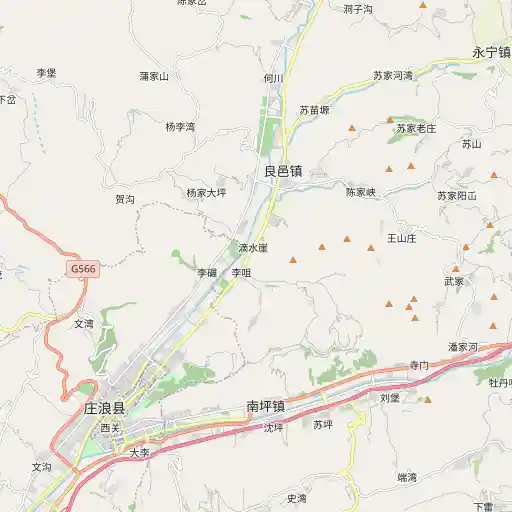 陈家岔
洞子沟
永宁镇
李堡
蒲家山
何川
苏家河湾
下岔
苏苗塬
杨李湾
苏家老庄
苏山
良邑镇
贺沟
杨家大坪
陈家峡
苏家阳屲
王山庄
滴水崖
G566
李碾
李咀
武家
文湾
潘家河
寺门
牡丹
庄浪县
南坪镇
刘堡
西关
沈坪
苏坪
大李
文沟
端湾
史湾
下雷